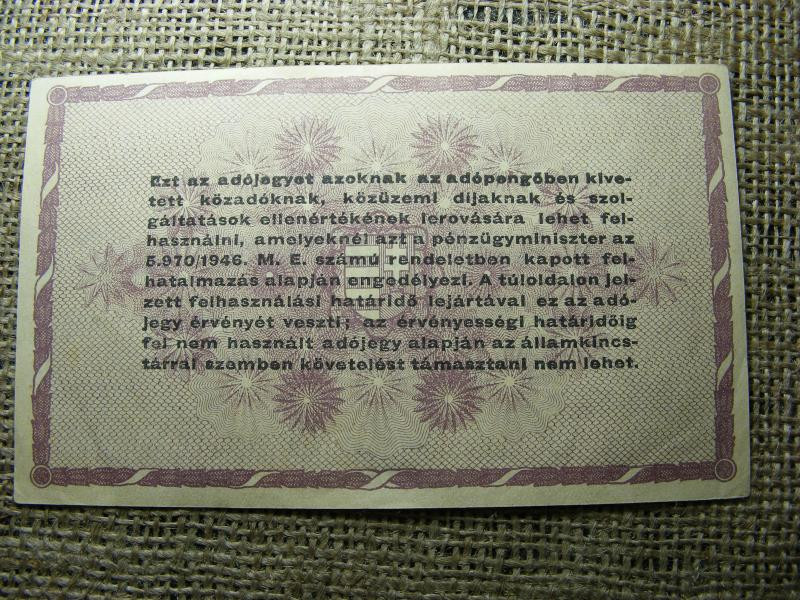 Ezt az adójegyet azoknak az adópengőben kive-
tett közadóknak, közüzemi díjaknak és szol-
gáltatások ellenértékének lerovására lehet fel-
használni, amelyeknél azt a pénzügyminiszter az
5.970/1946. M. E. számú rendeletben kapott fel-
hatalmazás alapján engedélyezi. A túloldalon jel-
zett felhasználási határidő lejártával ez az adó-
jegy érvényét veszti; az érvényességi határidőig
fel nem használt adójegy alapján az államkincs-
tárral szemben követelést támasztani nem lehet.